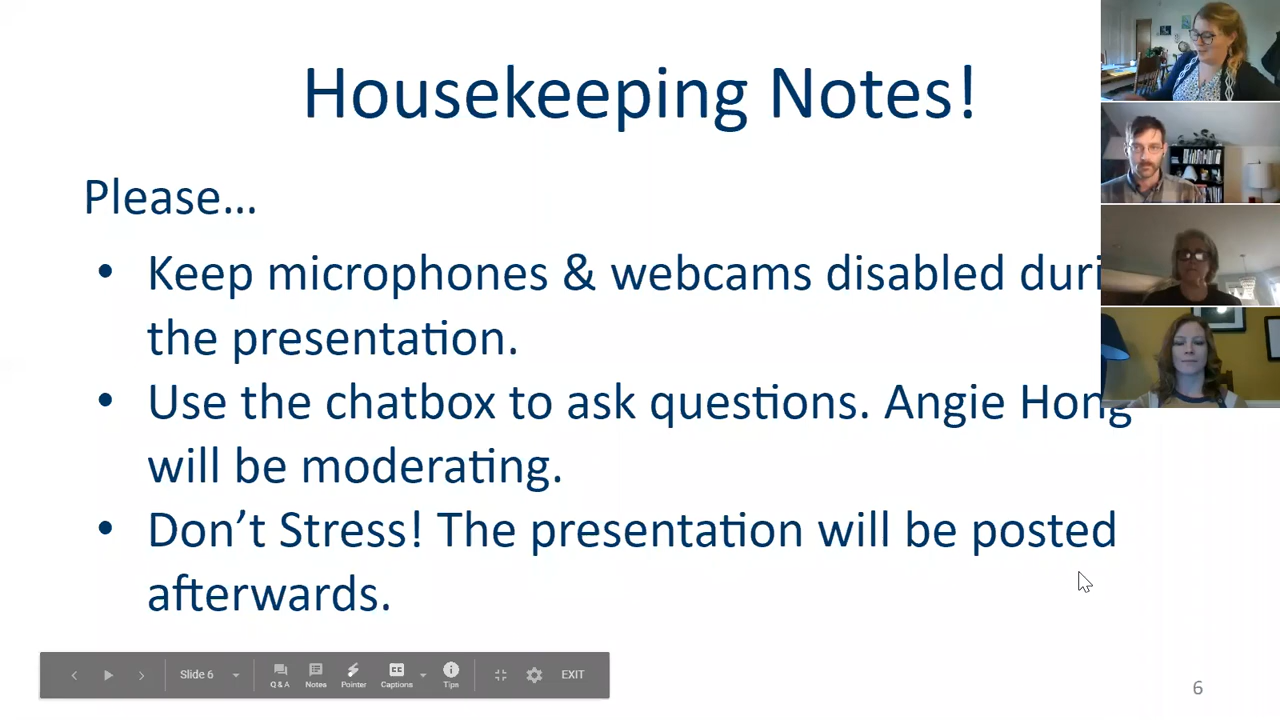 Housekeeping Notes!
Please…
• Keep microphones & webcams disabled duri
the presentation.
• Use the chatbox to ask questions. Angie Hong
will be moderating.
• Don’t Stress! The presentation will be posted
afterwards.
Slide 6
Q & A
Notes
Pointer
Captions
Tips
EXIT
6